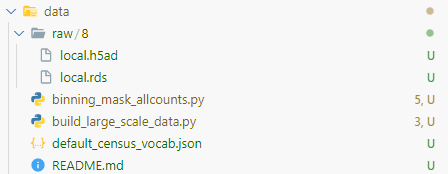 data
raw/8
local.h5ad U
local.rds U
binning_mask_allcounts.py 5, U
build_large_scale_data.py 3, U
default_census_vocab.json U
README.md U